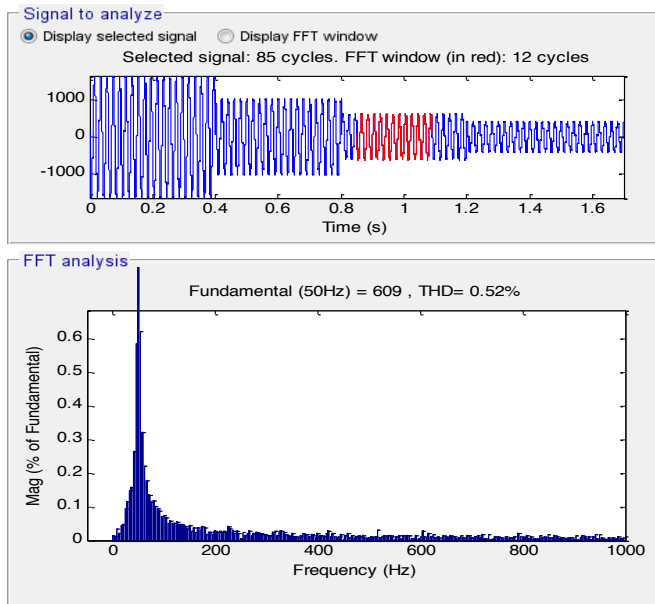 Signal to analyze
Display selected signal Display FFT window
Selected signal: 85 cycles. FFT window (in red): 12 cycles
1000
0
-1000
0 0.2 0.4 0.6 0.8 1 1.2 1.4 1.6
Time (s)
FFT analysis
Fundamental (50Hz) = 609 , THD= 0.52%
Mag (% of Fundamental)
0.6
0.5
0.4
0.3
0.2
0.1
0
0 200 400 600 800 1000
Frequency (Hz)